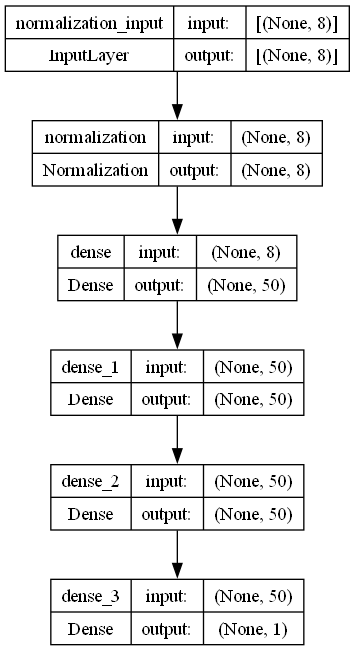 normalization_input input: [(None, 8)]
InputLayer output: [(None, 8)]
normalization input: (None, 8)
Normalization output: (None, 8)
dense input: (None, 8)
Dense output: (None, 50)
dense_1 input: (None, 50)
Dense output: (None, 50)
dense_2 input: (None, 50)
Dense output: (None, 50)
dense_3 input: (None, 50)
Dense output: (None, 1)